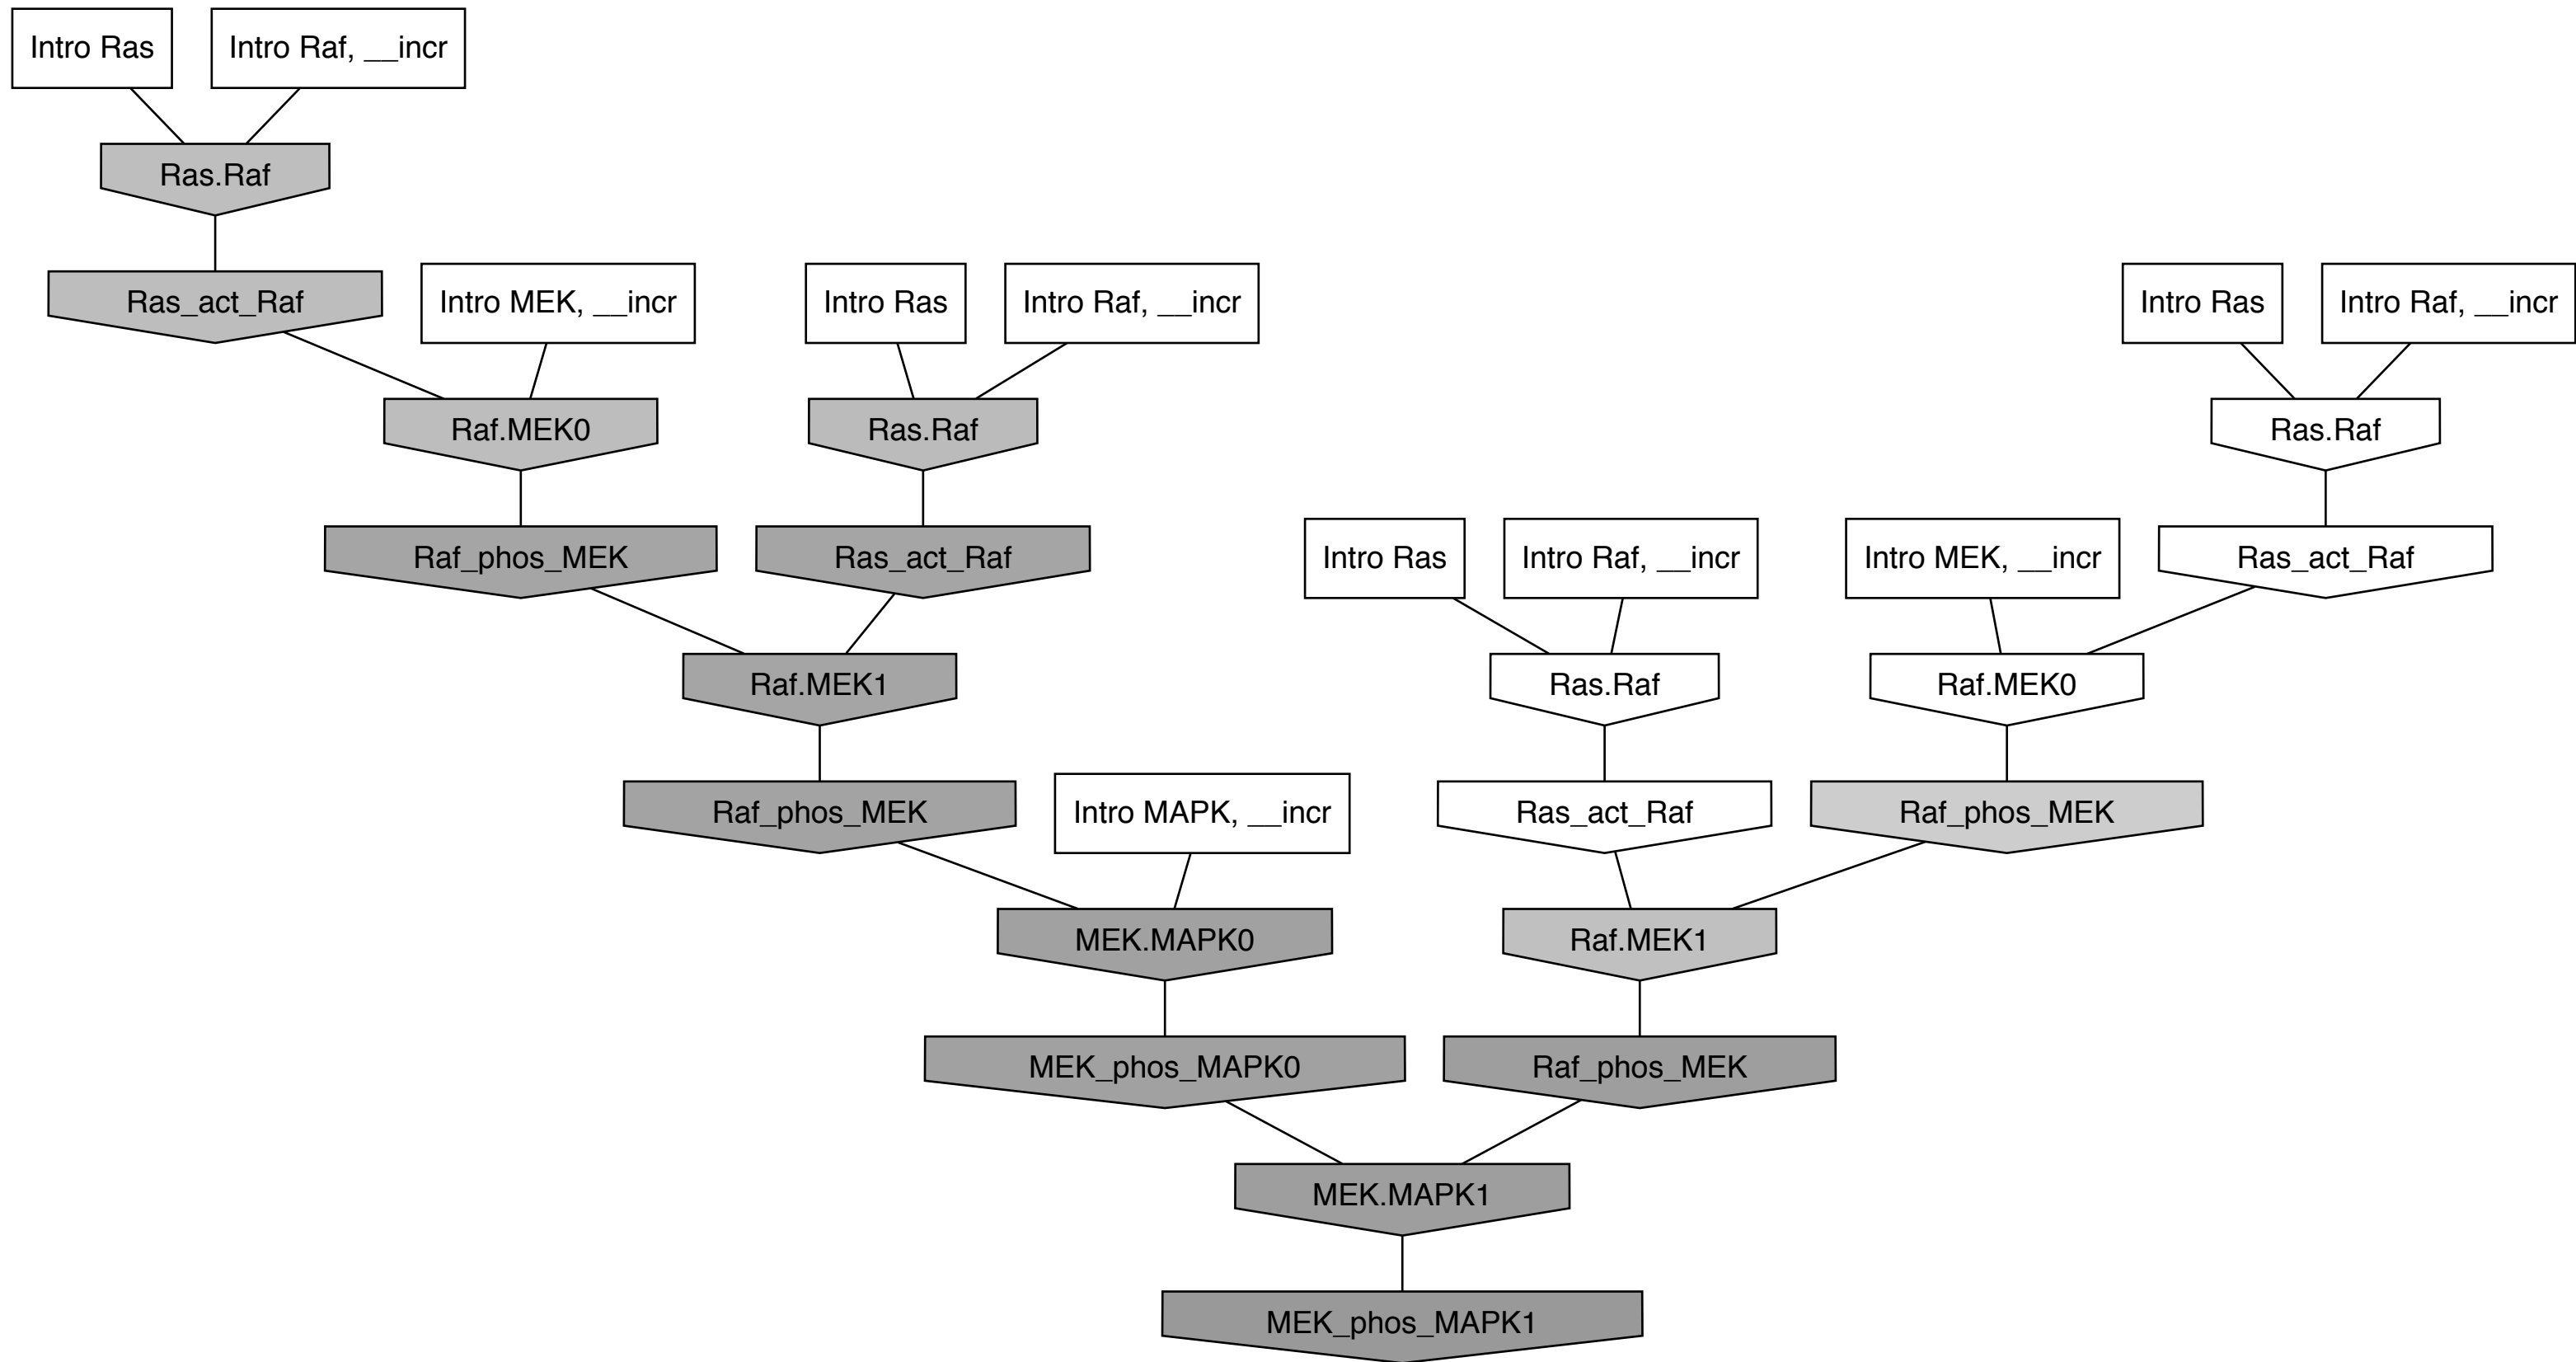 Intro Ras
Intro Raf, __incr
Ras.Raf
Ras_act_Raf
Intro MEK, __incr
Intro Ras
Intro Raf, __incr
Intro Ras
Intro Raf, __incr
Raf.MEK0
Ras.Raf
Ras.Raf
Raf_phos_MEK
Ras_act_Raf
Intro Ras
Intro Raf, __incr
Intro MEK, __incr
Ras_act_Raf
Raf.MEK1
Ras.Raf
Raf.MEK0
Raf_phos_MEK
Intro MAPK, __incr
Ras_act_Raf
Raf_phos_MEK
MEK.MAPK0
Raf.MEK1
MEK_phos_MAPK0
Raf_phos_MEK
MEK.MAPK1
MEK_phos_MAPK1